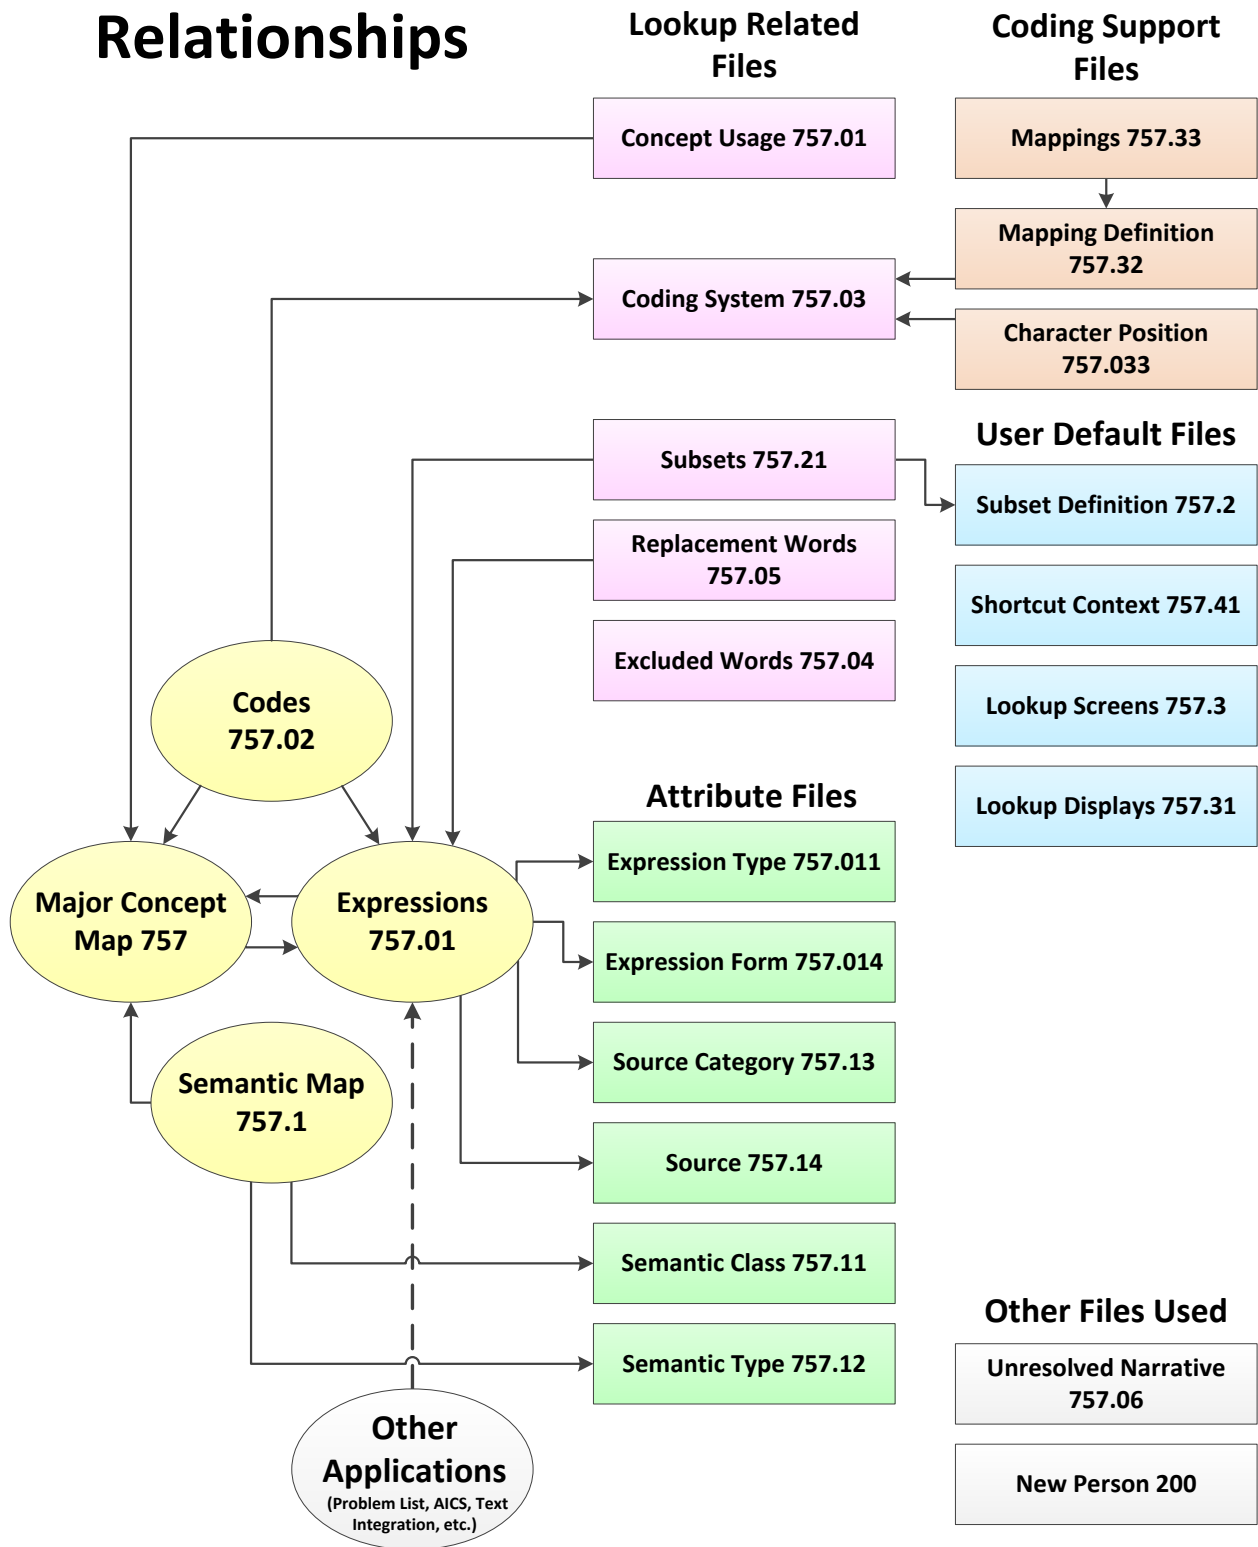 Relationships
Lookup Related
Files
Coding Support
Files
Concept Usage 757.01
Mappings 757.33
Mapping Definition
757.32
Coding System 757.03
Character Position
757.033
Subsets 757.21
User Default Files
Subset Definition 757.2
Replacement Words
757.05
Shortcut Context 757.41
Excluded Words 757.04
Codes
757.02
Lookup Screens 757.3
Attribute Files
Lookup Displays 757.31
Expression Type 757.011
Major Concept
Map 757
Expressions
757.01
Expression Form 757.014
Source Category 757.13
Semantic Map
757.1
Source 757.14
Semantic Class 757.11
Other Files Used
Semantic Type 757.12
Unresolved Narrative
757.06
Other
Applications
(Problem List, AICS, Text
Integration, etc.)
New Person 200